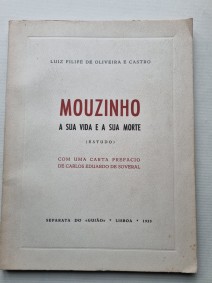 LUIZ FILIPE DE OLIVEIRA E CASTRO
MOUZINHO
A SUA VIDA E A SUA MORTE
(ESTUDO)
COM UMA CARTA PREFÁCIO
DE CARLOS EDUARDO DE SOVERAL
SEPARATA DO «GUIÃO» • LISBOA •